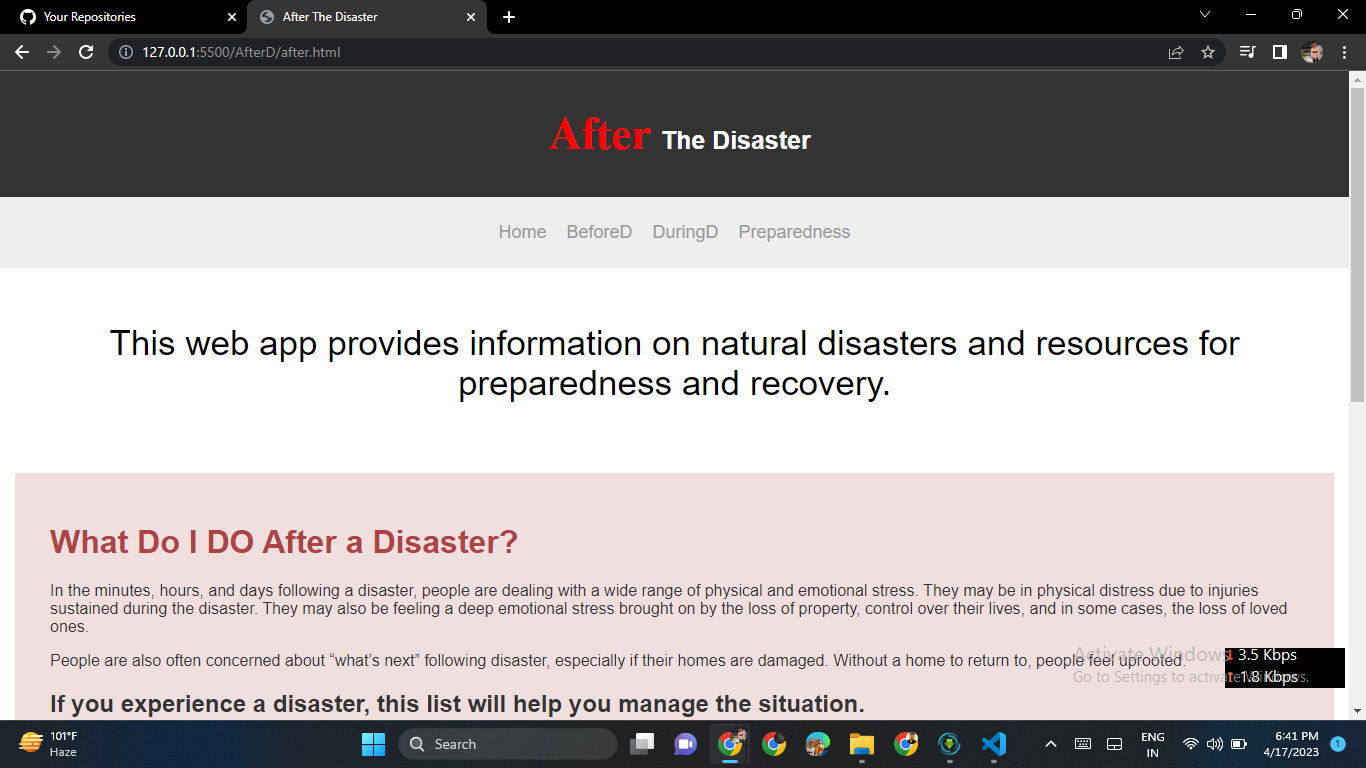 Your Repositories
After The Disaster
127.0.0.1:5500/AfterD/after.html
After The Disaster
Home BeforeD DuringD Preparedness
This web app provides information on natural disasters and resources for
preparedness and recovery.
What Do I DO After a Disaster?
In the minutes, hours, and days following a disaster, people are dealing with a wide range of physical and emotional stress. They may be in physical distress due to injuries
sustained during the disaster. They may also be feeling a deep emotional stress brought on by the loss of property, control over their lives, and in some cases, the loss of loved
ones.
People are also often concerned about “what’s next” following disaster, especially if their homes are damaged. Without a home to return to, people feel uprooted.
If you experience a disaster, this list will help you manage the situation.
Activate Windows
Go to Settings to activate Windows.
3.5 Kbps
1.8 Kbps
101°F
Haze
Search
ENG
IN
6:41 PM
4/17/2023
1